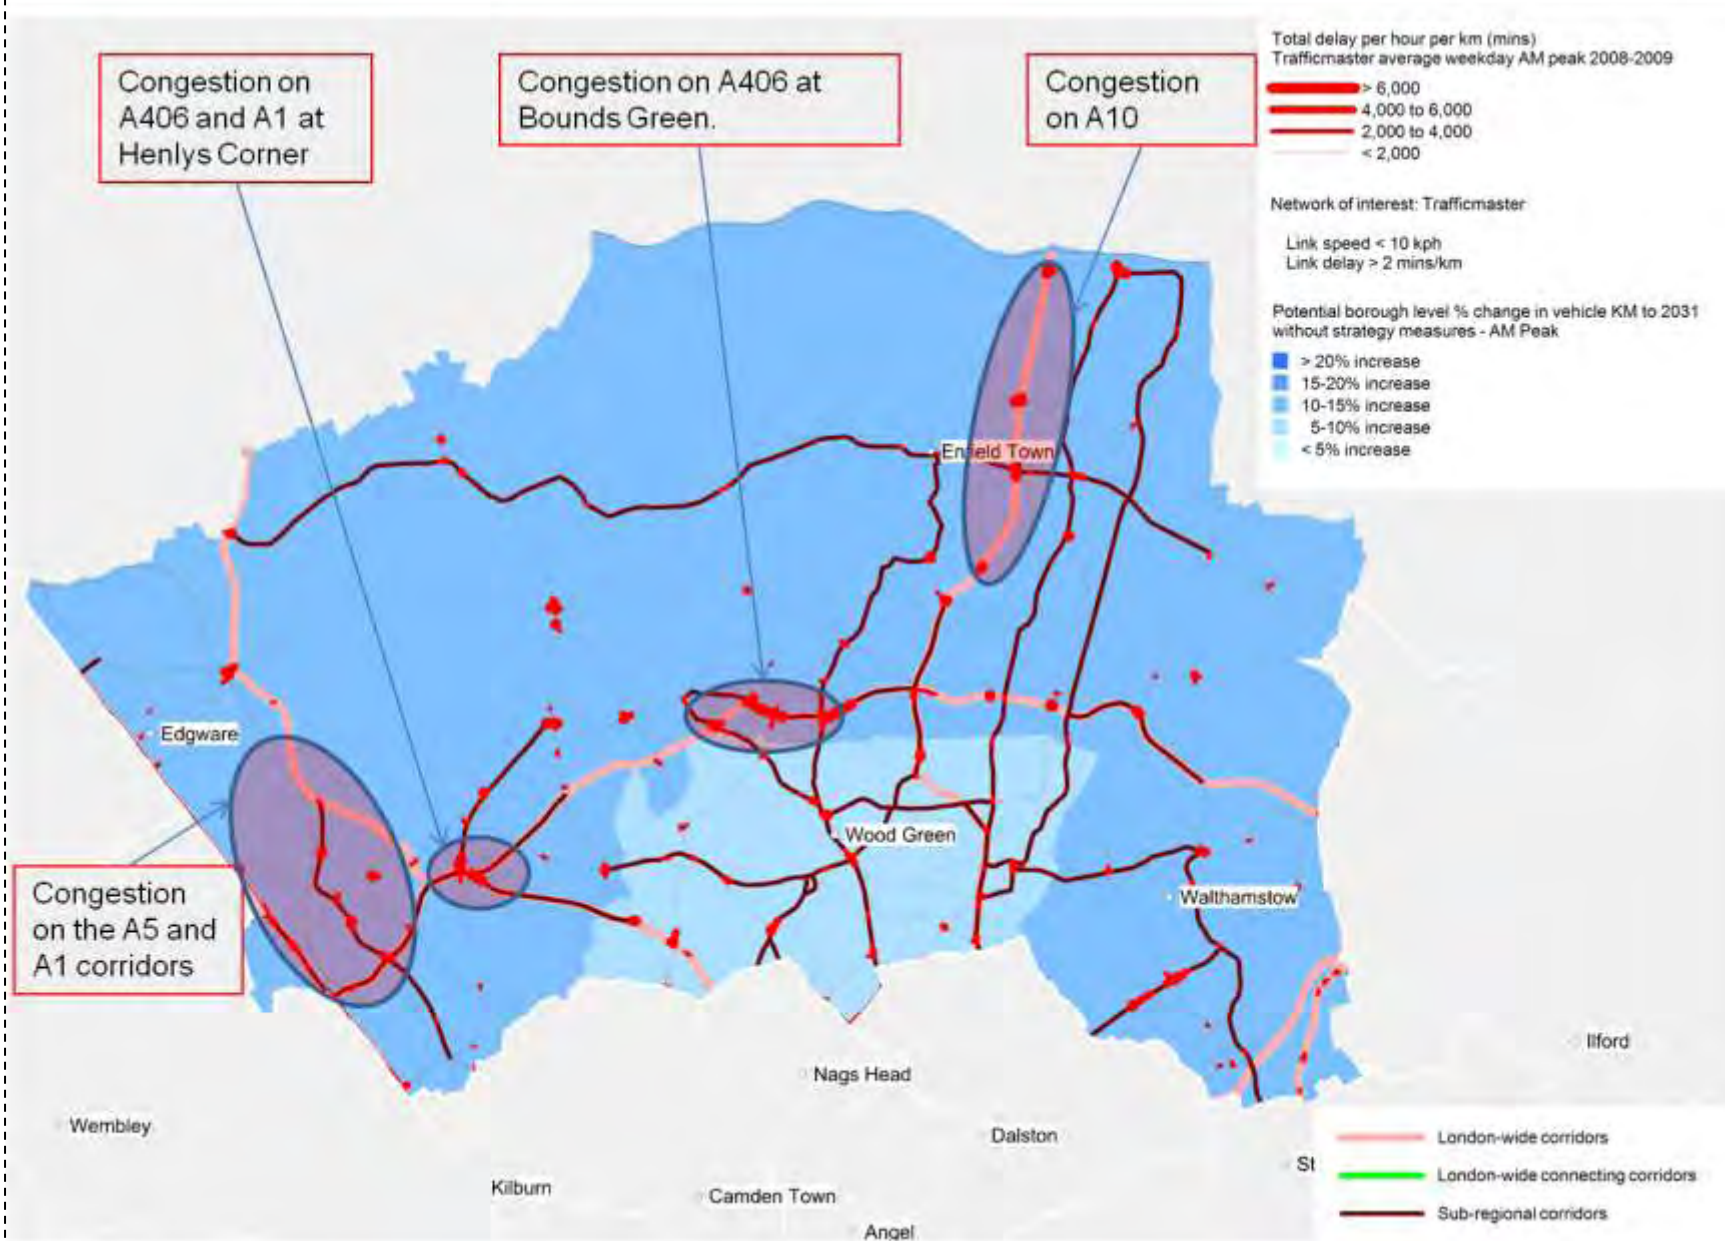 Congestion on
A406 and A1 at
Henlys Corner
Congestion on A406 at
Bounds Green.
Congestion
on A10
Total delay per hour per km (mins)
Trafficmaster average weekday AM peak 2008-2009
> 6,000
4,000 to 6,000
2,000 to 4,000
< 2,000
Network of interest: Trafficmaster
Link speed < 10 kph
Link delay > 2 mins/km
Potential borough level % change in vehicle KM to 2031
without strategy measures - AM Peak
> 20% increase
15-20% increase
10-15% increase
5-10% increase
< 5% increase
Enfield Town
Edgware
Wood Green
Walthamstow
Congestion
on the A5 and
A1 corridors
Ilford
Nags Head
Wembley
Dalston
St
Kilburn
Camden Town
Angel
London-wide corridors
London-wide connecting corridors
Sub-regional corridors